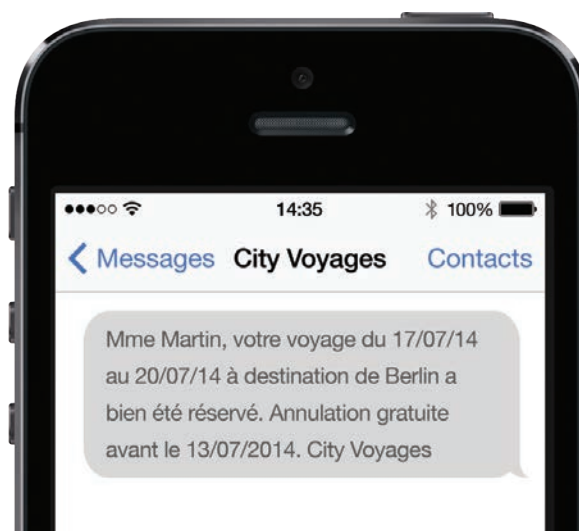 14:35 100%
Messages City Voyages Contacts
Mme Martin, votre voyage du 17/07/14
au 20/07/14 à destination de Berlin a
bien été réservé. Annulation gratuite
avant le 13/07/2014. City Voyages